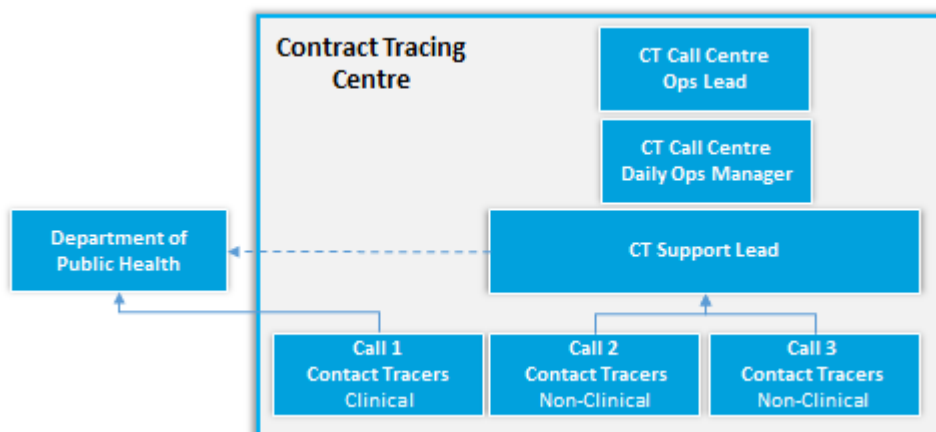 Contract Tracing
Centre
CT Call Centre
Ops Lead
CT Call Centre
Daily Ops Manager
Department of
Public Health
CT Support Lead
Call 1
Contact Tracers
Clinical
Call 2
Contact Tracers
Non-Clinical
Call 3
Contact Tracers
Non-Clinical